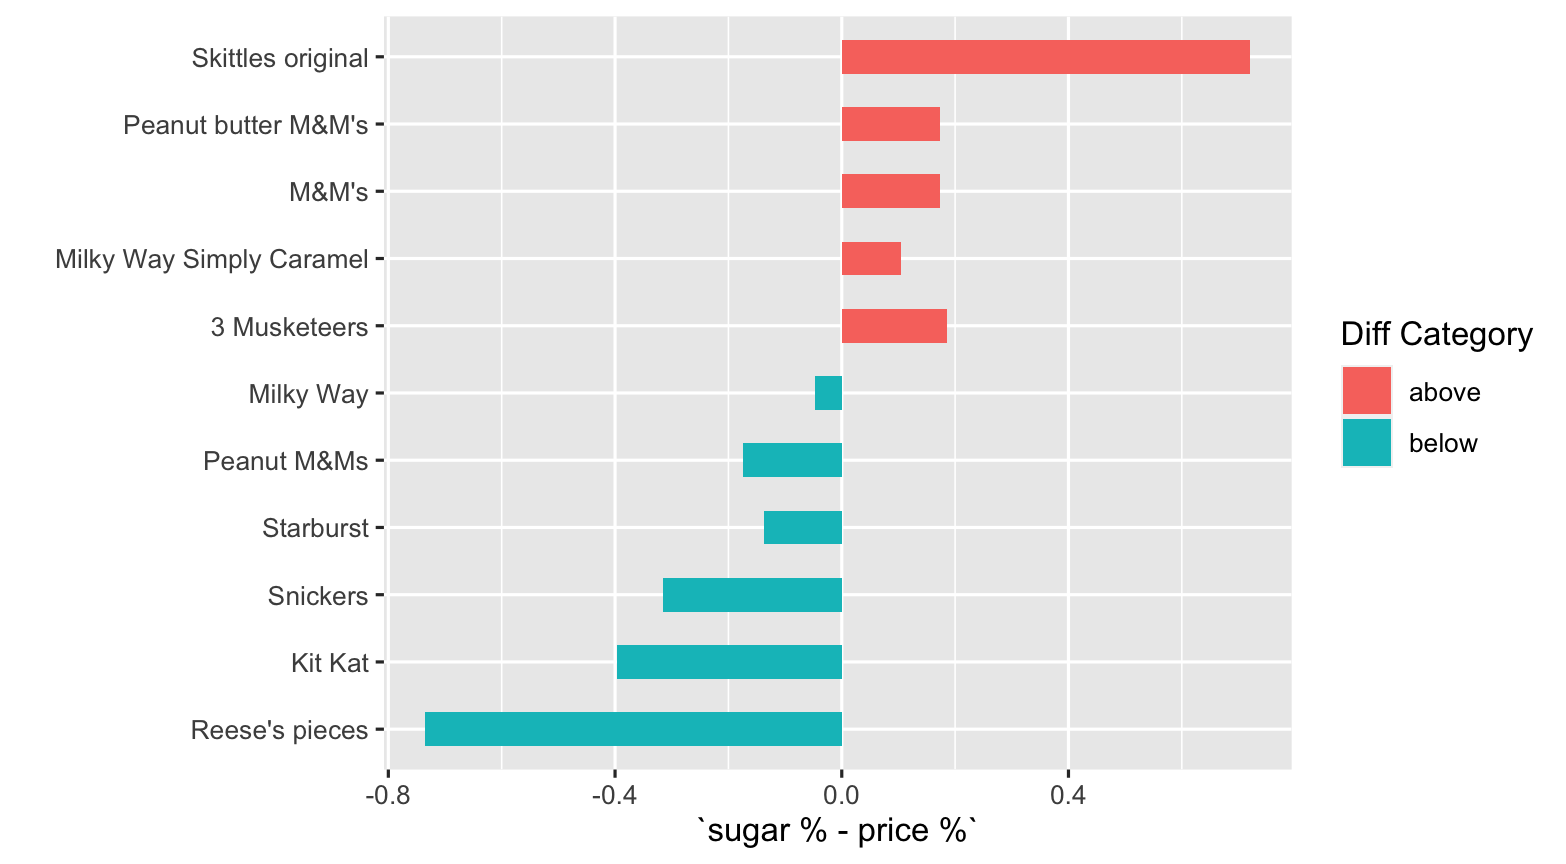 Skittles original
Peanut butter M&M's
M&M's
Milky Way Simply Caramel
3 Musketeers
Milky Way
Peanut M&Ms
Starburst
Snickers
Kit Kat
Reese's pieces
-0.8 -0.4 0.0 0.4
`sugar % - price %`
Diff Category
above
below